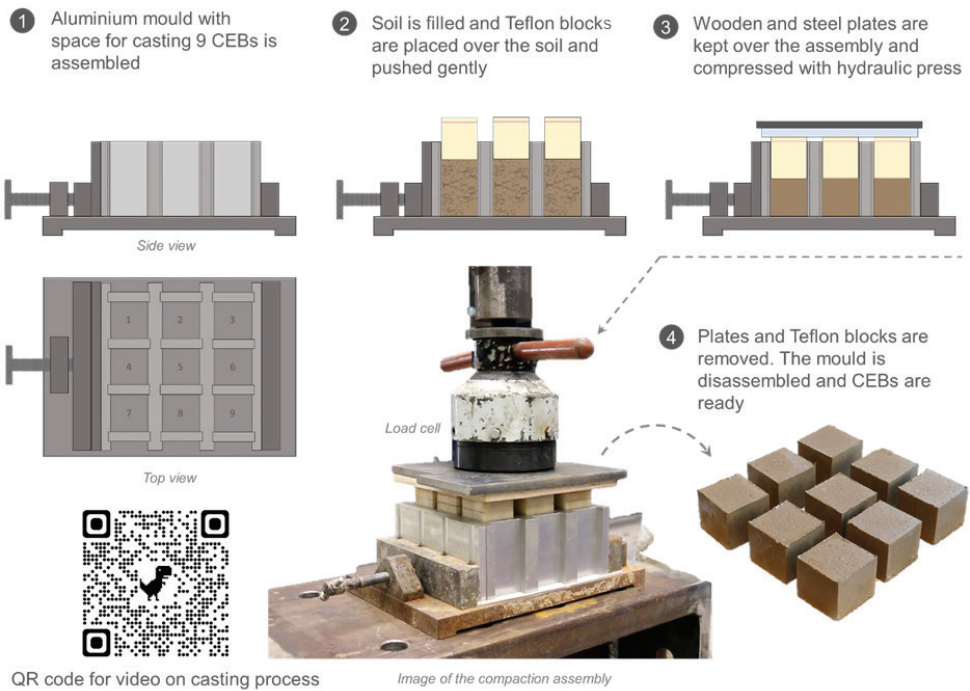 1
Aluminium mould with
space for casting 9 CEBs is
assembled
2
Soil is filled and Teflon blocks
are placed over the soil and
pushed gently
3
Wooden and steel plates are
kept over the assembly and
compressed with hydraulic press
Side view
1 2 3
4 5 6
7 8 9
Top view
Load cell
4
Plates and Teflon blocks are
removed. The mould is
disassembled and CEBs are
ready
QR code for video on casting process
Image of the compaction assembly